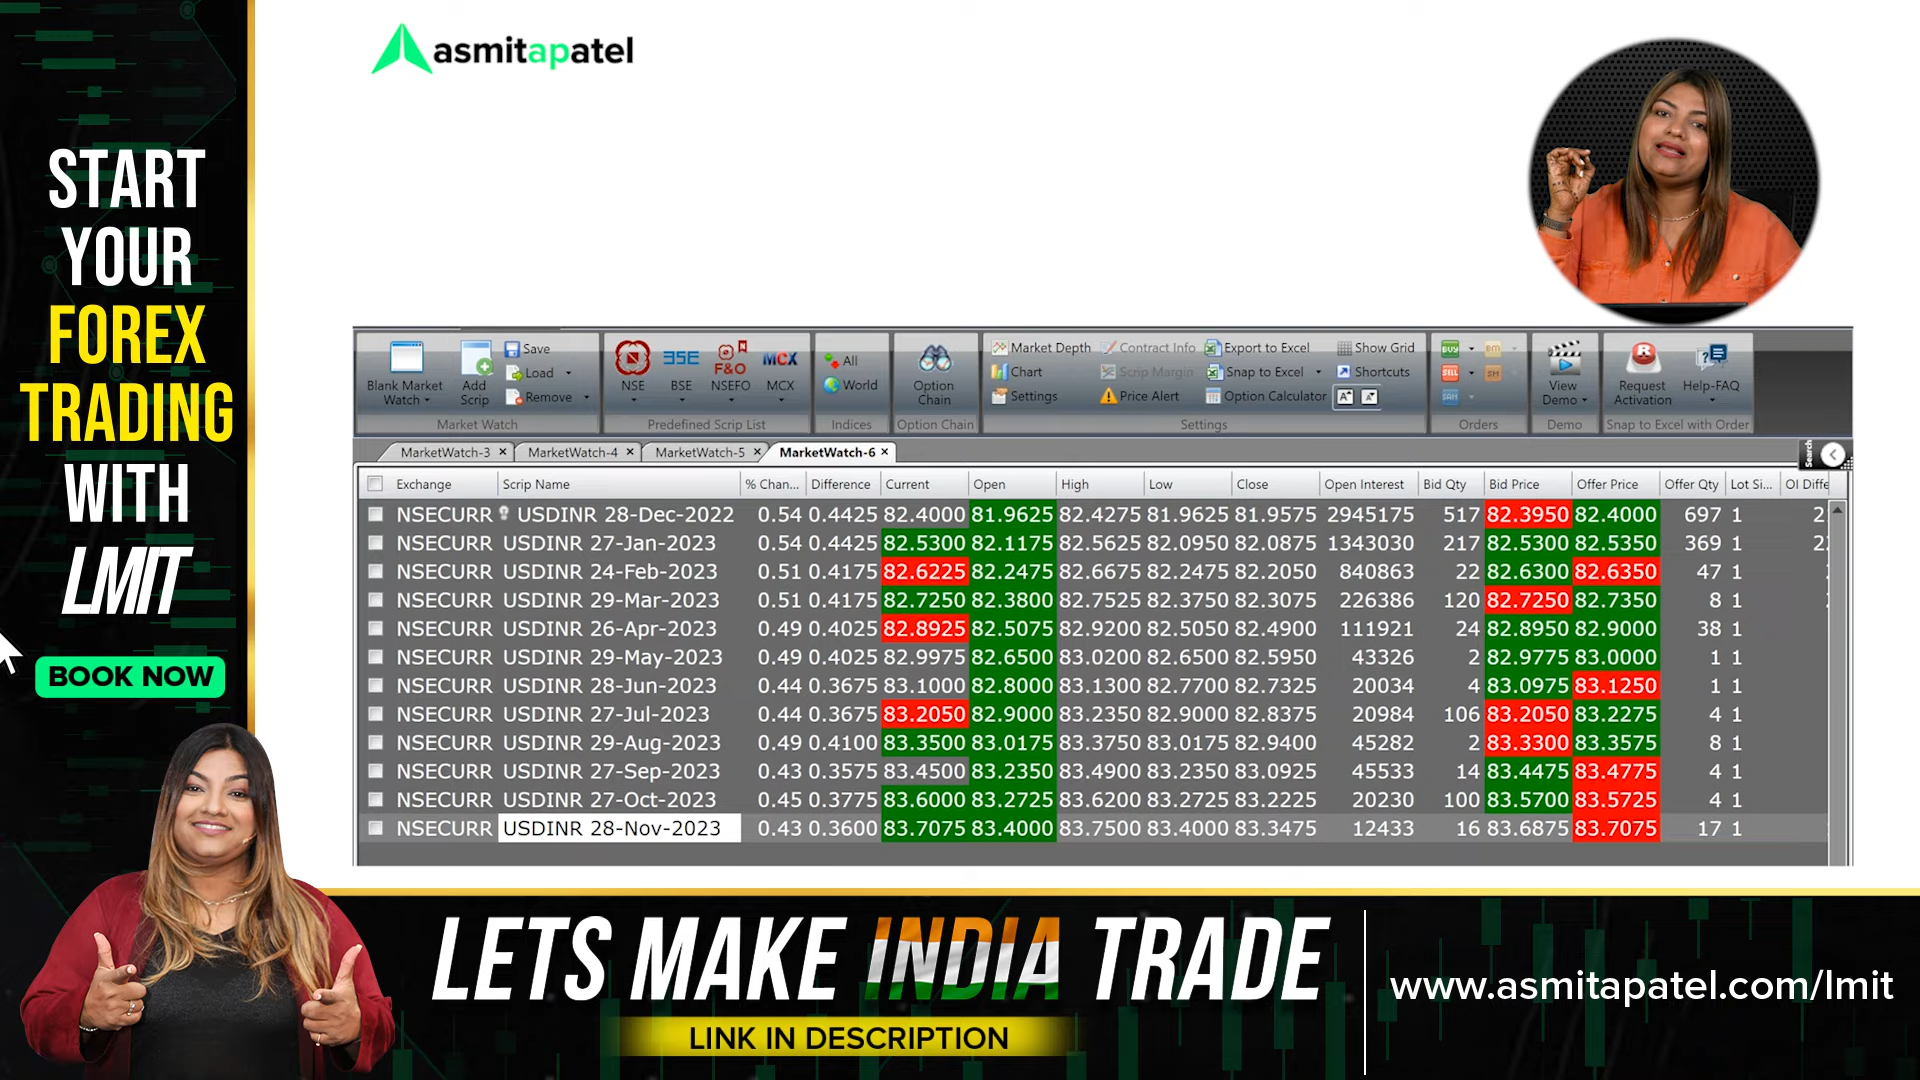 asmitapatel
START
YOUR
FOREX
TRADING
WITH
LMIT
BOOK NOW
Blank Market Watch
Add Scrip
Save
Load
Remove
Market Watch
NSE
BSE
F&O
NSEFO
MCX
MCX
Predefined Scrip List
All
World
Indices
Option Chain
Option Chain
Market Depth
Contract Info
Export to Excel
Show Grid
Chart
Scrip Margin
Snap to Excel
Shortcuts
Settings
Price Alert
Option Calculator
Settings
BUY
SELL
Orders
View Demo
Demo
Request Activation
Help-FAQ
Snap to Excel with Order
MarketWatch-3 MarketWatch-4 MarketWatch-5 MarketWatch-6
Search
Exchange Scrip Name % Chan... Difference Current Open High Low Close Open Interest Bid Qty Bid Price Offer Price Offer Qty Lot Si... OI Diffe
NSECURR USDINR 28-Dec-2022 0.54 0.4425 82.4000 81.9625 82.4275 81.9625 81.9575 2945175 517 82.3950 82.4000 697 1 2
NSECURR USDINR 27-Jan-2023 0.54 0.4425 82.5300 82.1175 82.5625 82.0950 82.0875 1343030 217 82.5300 82.5350 369 1 2
NSECURR USDINR 24-Feb-2023 0.51 0.4175 82.6225 82.2475 82.6675 82.2475 82.2050 840863 22 82.6300 82.6350 47 1
NSECURR USDINR 29-Mar-2023 0.51 0.4175 82.7250 82.3800 82.7525 82.3750 82.3075 226386 120 82.7250 82.7350 8 1
NSECURR USDINR 26-Apr-2023 0.49 0.4025 82.8925 82.5075 82.9200 82.5050 82.4900 111921 24 82.8950 82.9000 38 1
NSECURR USDINR 29-May-2023 0.49 0.4025 82.9975 82.6500 83.0200 82.6500 82.5950 43326 2 82.9775 83.0000 1 1
NSECURR USDINR 28-Jun-2023 0.44 0.3675 83.1000 82.8000 83.1300 82.7700 82.7325 20034 4 83.0975 83.1250 1 1
NSECURR USDINR 27-Jul-2023 0.44 0.3675 83.2050 82.9000 83.2350 82.9000 82.8375 20984 106 83.2050 83.2275 4 1
NSECURR USDINR 29-Aug-2023 0.49 0.4100 83.3500 83.0175 83.3750 83.0175 82.9400 45282 2 83.3300 83.3575 8 1
NSECURR USDINR 27-Sep-2023 0.43 0.3575 83.4500 83.2350 83.4900 83.2350 83.0925 45533 14 83.4475 83.4775 4 1
NSECURR USDINR 27-Oct-2023 0.45 0.3775 83.6000 83.2725 83.6200 83.2725 83.2225 20230 100 83.5700 83.5725 4 1
NSECURR USDINR 28-Nov-2023 0.43 0.3600 83.7075 83.4000 83.7500 83.4000 83.3475 12433 16 83.6875 83.7075 17 1
LETS MAKE INDIA TRADE
LINK IN DESCRIPTION
www.asmitapatel.com/lmit